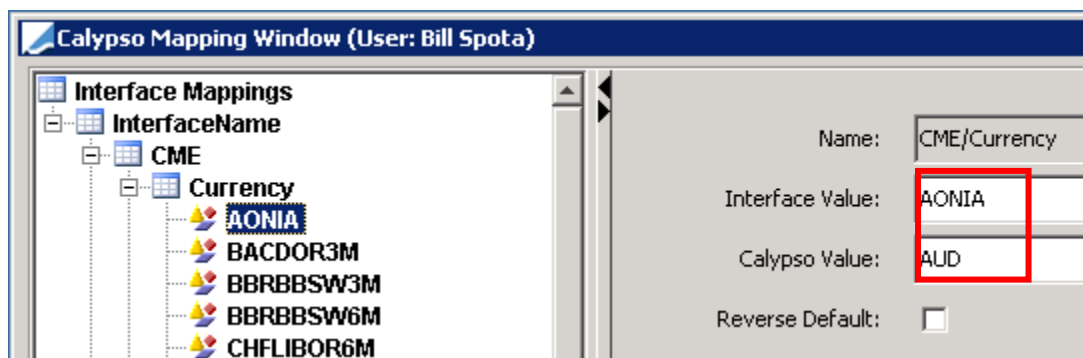 Calypso Mapping Window (User: Bill Spota)
Interface Mappings
InterfaceName
CME
Currency
AONIA
BACDOR3M
BBRBBSW3M
BBRBBSW6M
CHFLIBOR6M
Name: CME/Currency
Interface Value: AONIA
Calypso Value: AUD
Reverse Default: